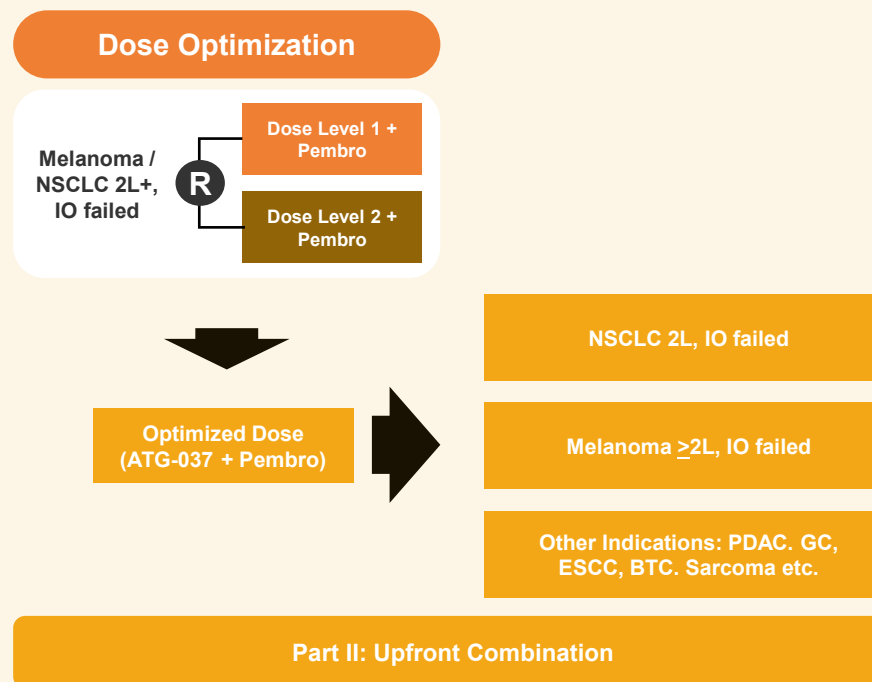 Dose Optimization
Melanoma /
NSCLC 2L+,
IO failed
R
Dose Level 1 +
Pembro
Dose Level 2 +
Pembro
Optimized Dose
(ATG-037 + Pembro)
NSCLC 2L, IO failed
Melanoma ≥2L, IO failed
Other Indications: PDAC. GC,
ESCC, BTC. Sarcoma etc.
Part II: Upfront Combination